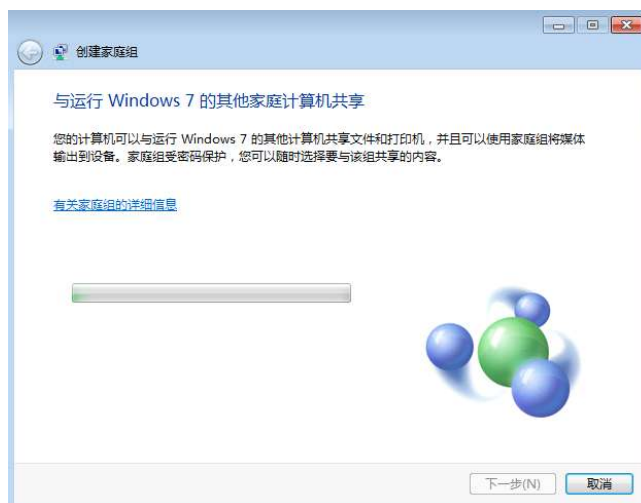 创建家庭组
与运行 Windows 7 的其他家庭计算机共享
您的计算机可以与运行 Windows 7 的其他计算机共享文件和打印机，并且可以使用家庭组将媒体
输出到设备。家庭组受密码保护，您可以随时选择要与该组共享的内容。
有关家庭组的详细信息
下一步(N)
取消